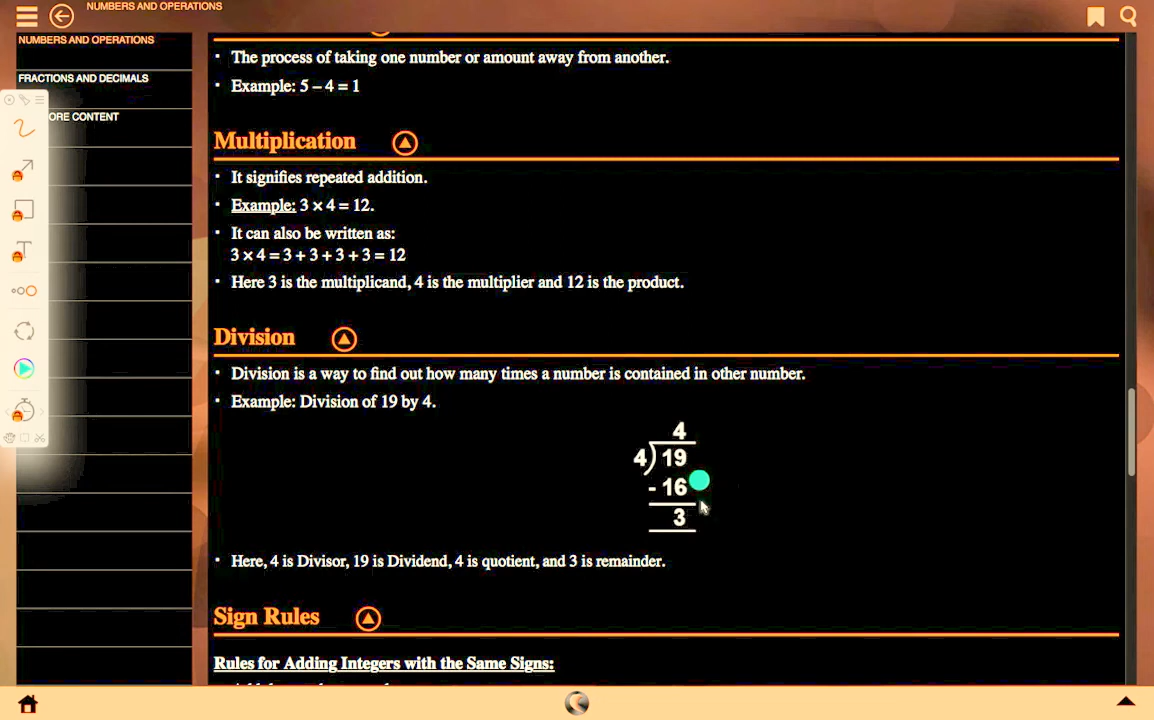 NUMBERS AND OPERATIONS
NUMBERS AND OPERATIONS
FRACTIONS AND DECIMALS
ORE CONTENT
· The process of taking one number or amount away from another.
· Example: 5 – 4 = 1
Multiplication
· It signifies repeated addition.
· Example: 3 × 4 = 12.
· It can also be written as:
3 × 4 = 3 + 3 + 3 + 3 = 12
· Here 3 is the multiplicand, 4 is the multiplier and 12 is the product.
Division
· Division is a way to find out how many times a number is contained in other number.
· Example: Division of 19 by 4.
4
4)19
- 16
3
· Here, 4 is Divisor, 19 is Dividend, 4 is quotient, and 3 is remainder.
Sign Rules
Rules for Adding Integers with the Same Signs: